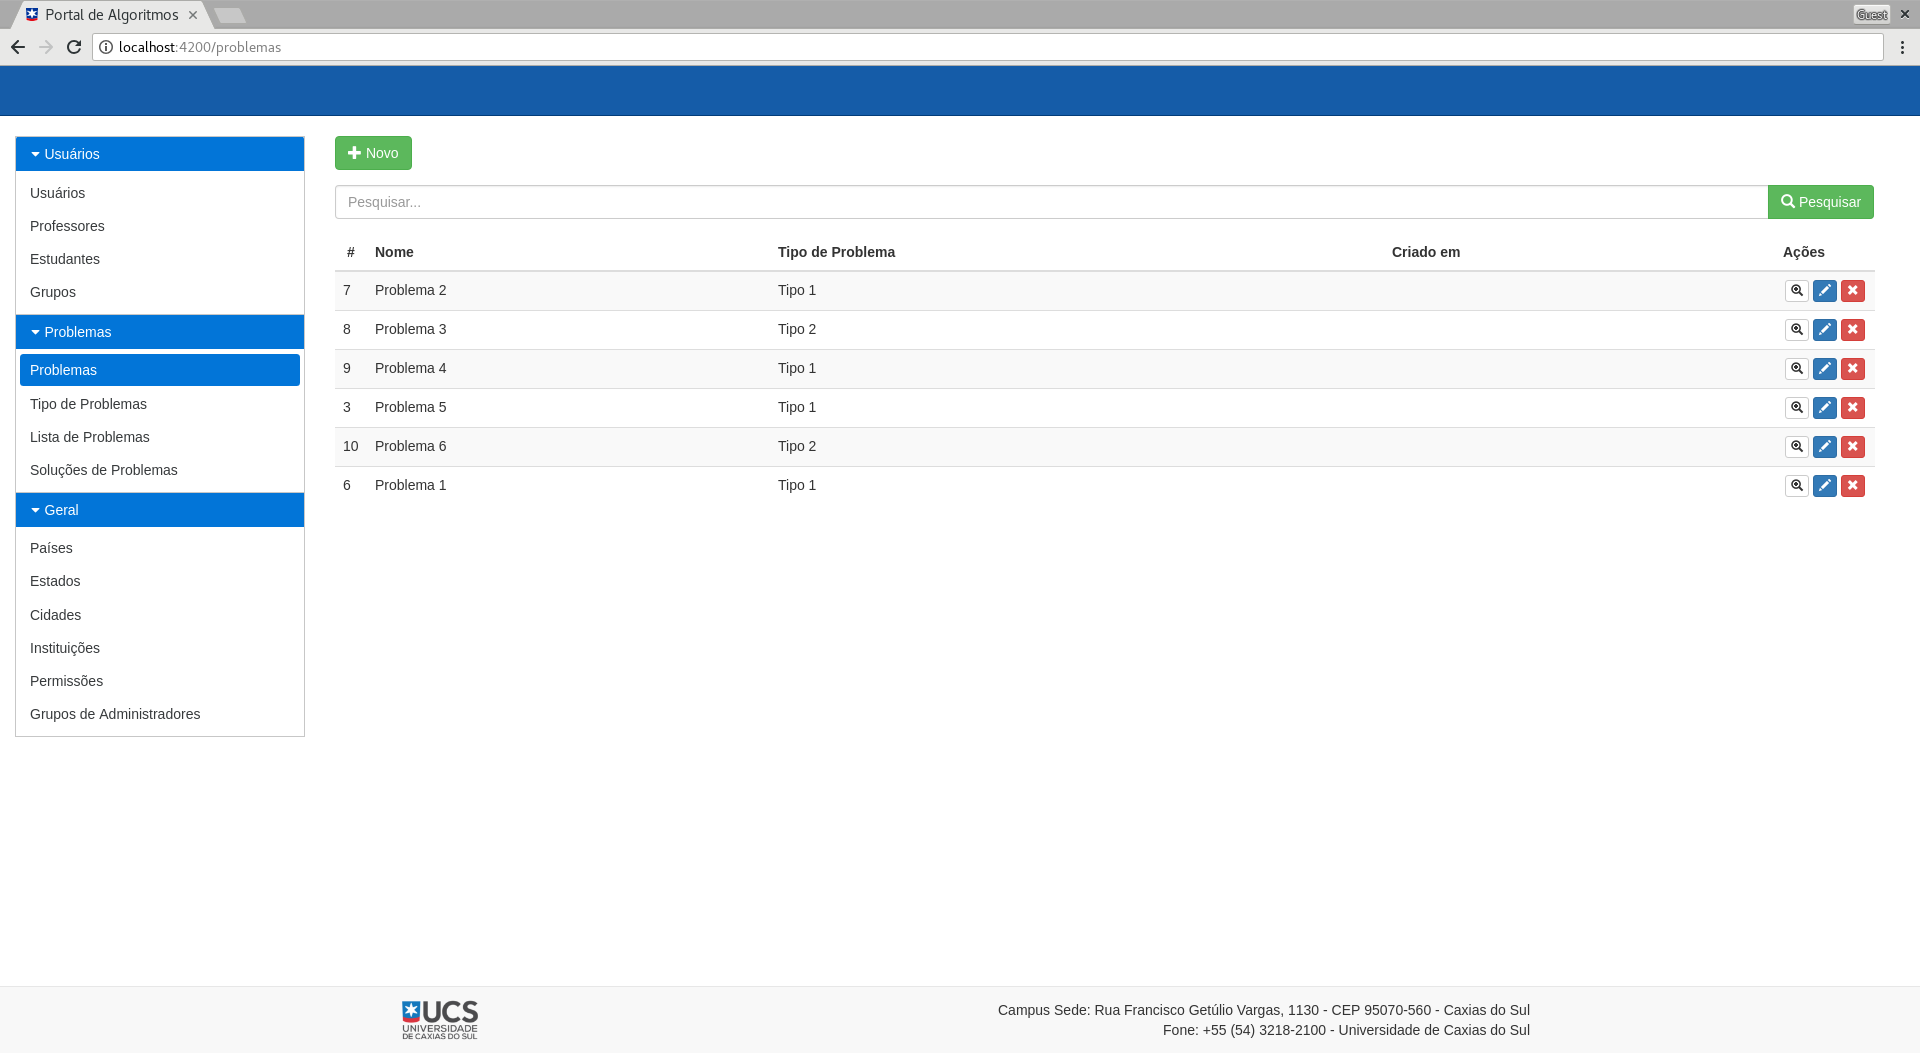 Portal de Algoritmos
Guest
localhost:4200/problemas
Usuários
Usuários
Professores
Estudantes
Grupos
Problemas
Problemas
Tipo de Problemas
Lista de Problemas
Soluções de Problemas
Geral
Países
Estados
Cidades
Instituições
Permissões
Grupos de Administradores
Novo
Pesquisar... Pesquisar
# Nome Tipo de Problema Criado em Ações
7 Problema 2 Tipo 1
8 Problema 3 Tipo 2
9 Problema 4 Tipo 1
3 Problema 5 Tipo 1
10 Problema 6 Tipo 2
6 Problema 1 Tipo 1
UCS
UNIVERSIDADE
DE CAXIAS DO SUL
Campus Sede: Rua Francisco Getúlio Vargas, 1130 - CEP 95070-560 - Caxias do Sul
Fone: +55 (54) 3218-2100 - Universidade de Caxias do Sul